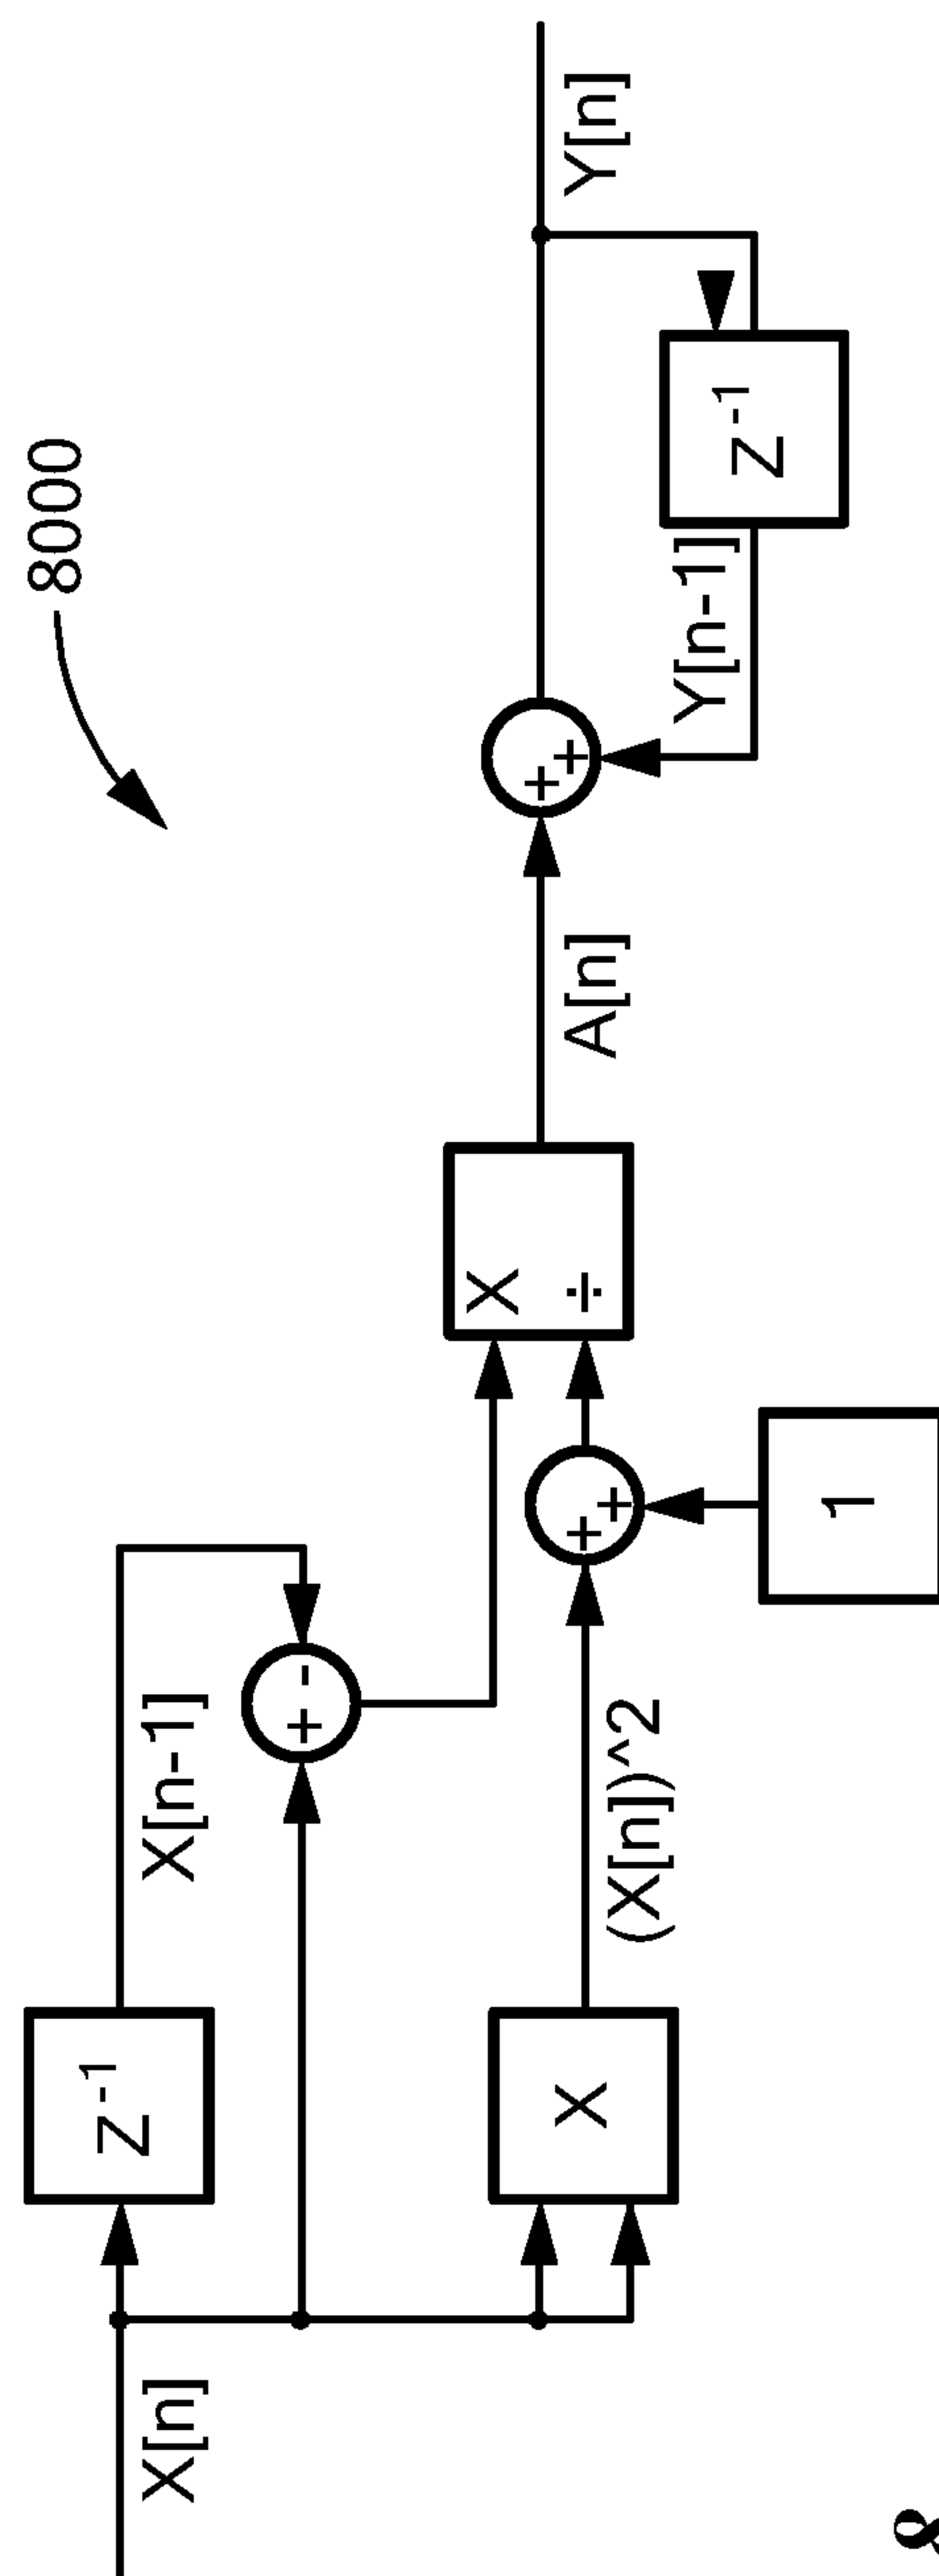 8000
X[n]
Z-1
X[n-1]
+
-
X
(X[n])^2
+
+
1
X
÷
A[n]
+
+
Y[n-1]
Z-1
Y[n]